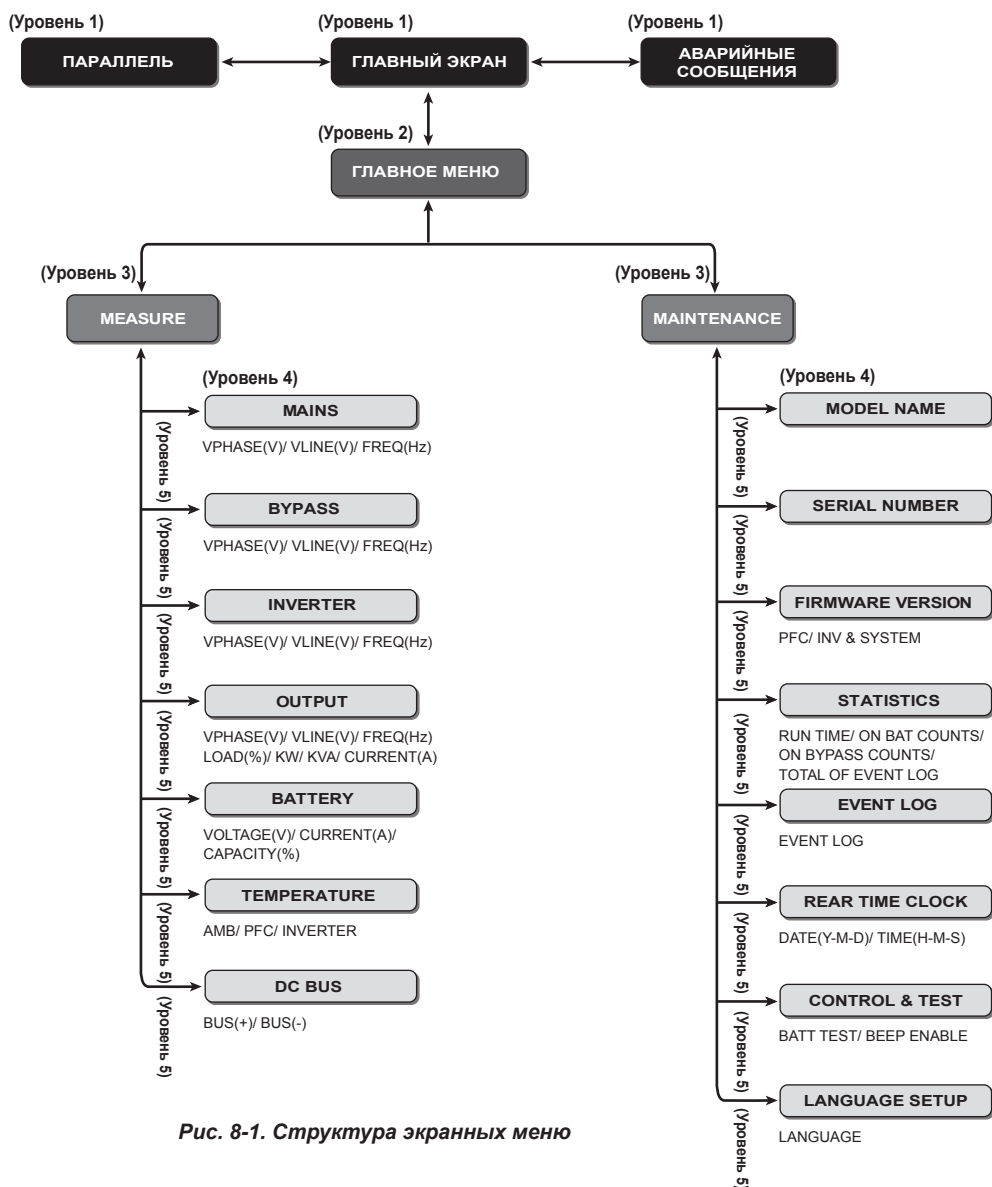 (Уровень 1)
ПАРАЛЛЕЛЬ
(Уровень 1)
ГЛАВНЫЙ ЭКРАН
(Уровень 1)
АВАРИЙНЫЕ
СООБЩЕНИЯ
(Уровень 2)
ГЛАВНОЕ МЕНЮ
(Уровень 3)
MEASURE
(Уровень 4)
MAINS
(Уровень 5)
VPHASE(V)/ VLINE(V)/ FREQ(Hz)
BYPASS
(Уровень 5)
VPHASE(V)/ VLINE(V)/ FREQ(Hz)
INVERTER
(Уровень 5)
VPHASE(V)/ VLINE(V)/ FREQ(Hz)
OUTPUT
(Уровень 5)
VPHASE(V)/ VLINE(V)/ FREQ(Hz)
LOAD(%)/ KW/ KVA/ CURRENT(A)
BATTERY
(Уровень 5)
VOLTAGE(V)/ CURRENT(A)/
CAPACITY(%)
TEMPERATURE
(Уровень 5)
AMB/ PFC/ INVERTER
DC BUS
(Уровень 5)
BUS(+)/ BUS(-)
(Уровень 3)
MAINTENANCE
(Уровень 4)
MODEL NAME
(Уровень 5)
SERIAL NUMBER
(Уровень 5)
FIRMWARE VERSION
(Уровень 5)
PFC/ INV & SYSTEM
STATISTICS
(Уровень 5)
RUN TIME/ ON BAT COUNTS/
ON BYPASS COUNTS/
TOTAL OF EVENT LOG
EVENT LOG
(Уровень 5)
EVENT LOG
REAR TIME CLOCK
(Уровень 5)
DATE(Y-M-D)/ TIME(H-M-S)
CONTROL & TEST
(Уровень 5)
BATT TEST/ BEEP ENABLE
LANGUAGE SETUP
(Уровень 5)
LANGUAGE
Рис. 8-1. Структура экранных меню